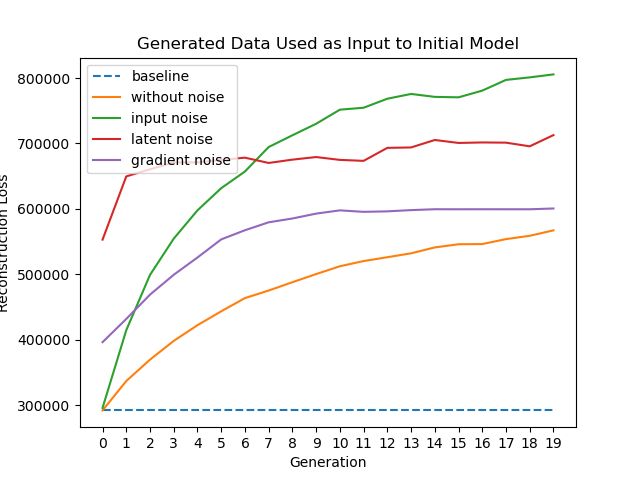 Generated Data Used as Input to Initial Model
baseline
without noise
input noise
latent noise
gradient noise
800000
700000
600000
500000
400000
300000
Reconstruction Loss
0 1 2 3 4 5 6 7 8 9 10 11 12 13 14 15 16 17 18 19
Generation